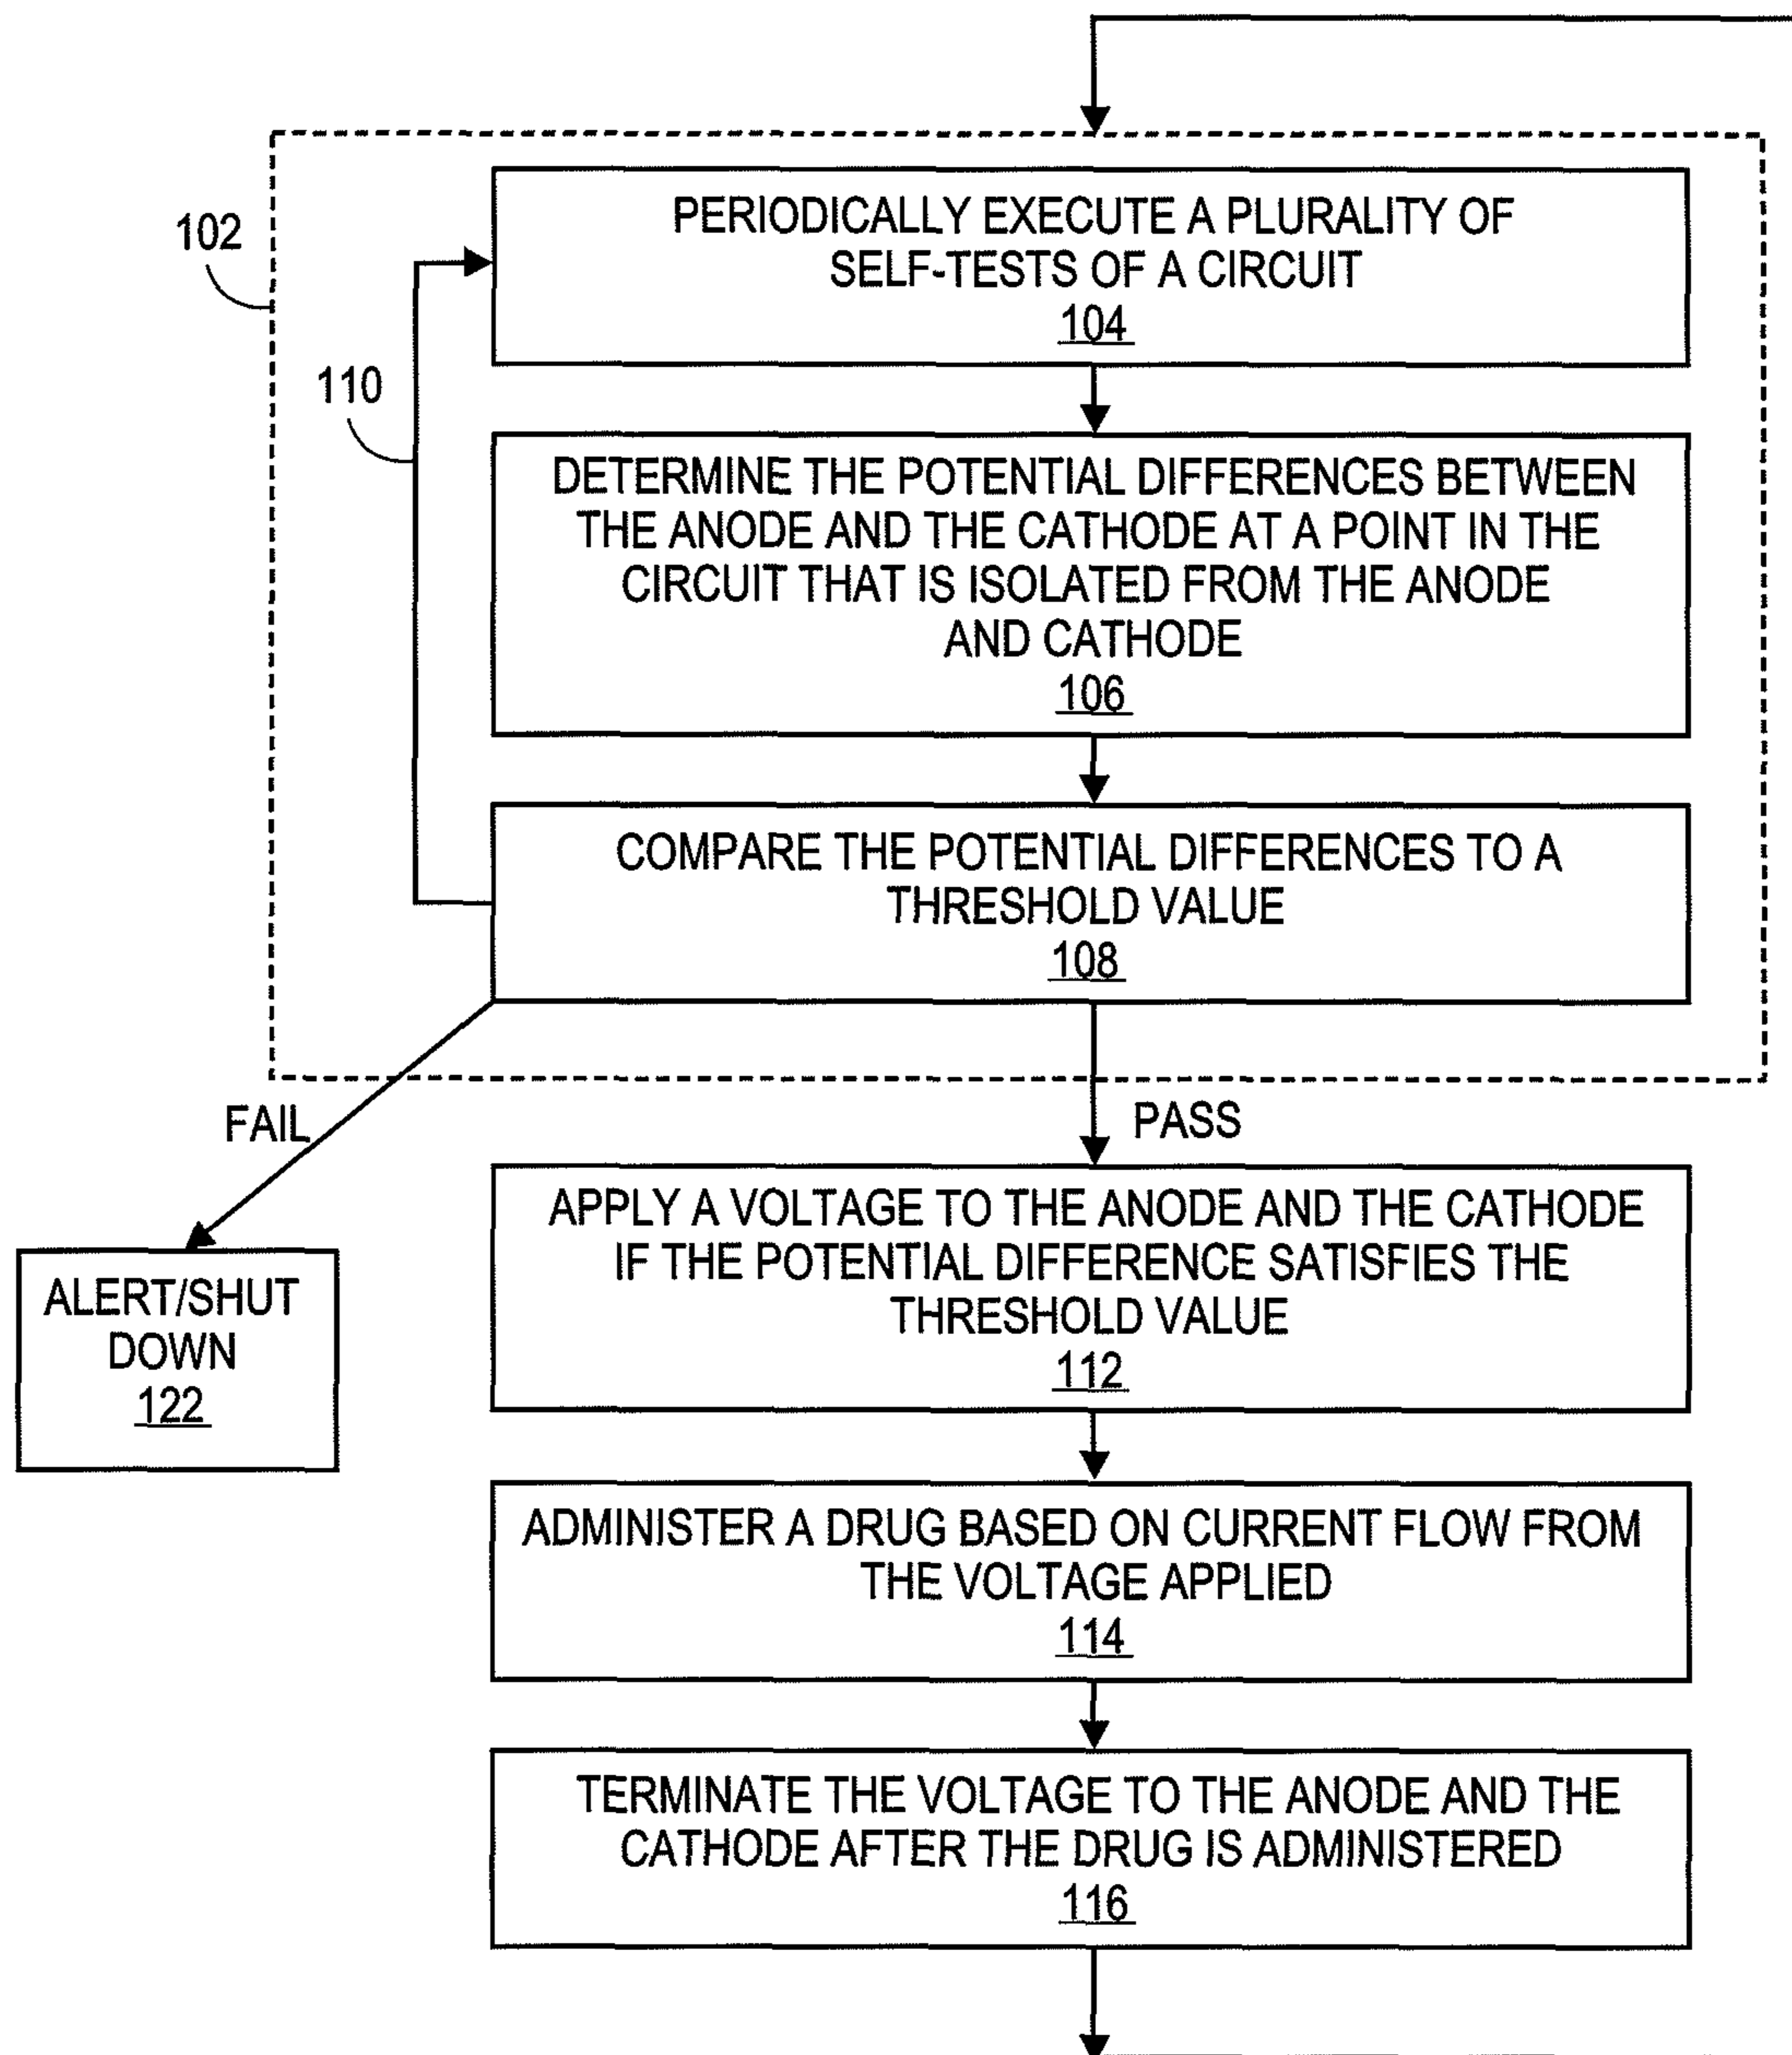 102
PERIODICALLY EXECUTE A PLURALITY OF
SELF-TESTS OF A CIRCUIT
104
110
DETERMINE THE POTENTIAL DIFFERENCES BETWEEN
THE ANODE AND THE CATHODE AT A POINT IN THE
CIRCUIT THAT IS ISOLATED FROM THE ANODE
AND CATHODE
106
COMPARE THE POTENTIAL DIFFERENCES TO A
THRESHOLD VALUE
108
FAIL
PASS
ALERT/SHUT
DOWN
122
APPLY A VOLTAGE TO THE ANODE AND THE CATHODE
IF THE POTENTIAL DIFFERENCE SATISFIES THE
THRESHOLD VALUE
112
ADMINISTER A DRUG BASED ON CURRENT FLOW FROM
THE VOLTAGE APPLIED
114
TERMINATE THE VOLTAGE TO THE ANODE AND THE
CATHODE AFTER THE DRUG IS ADMINISTERED
116